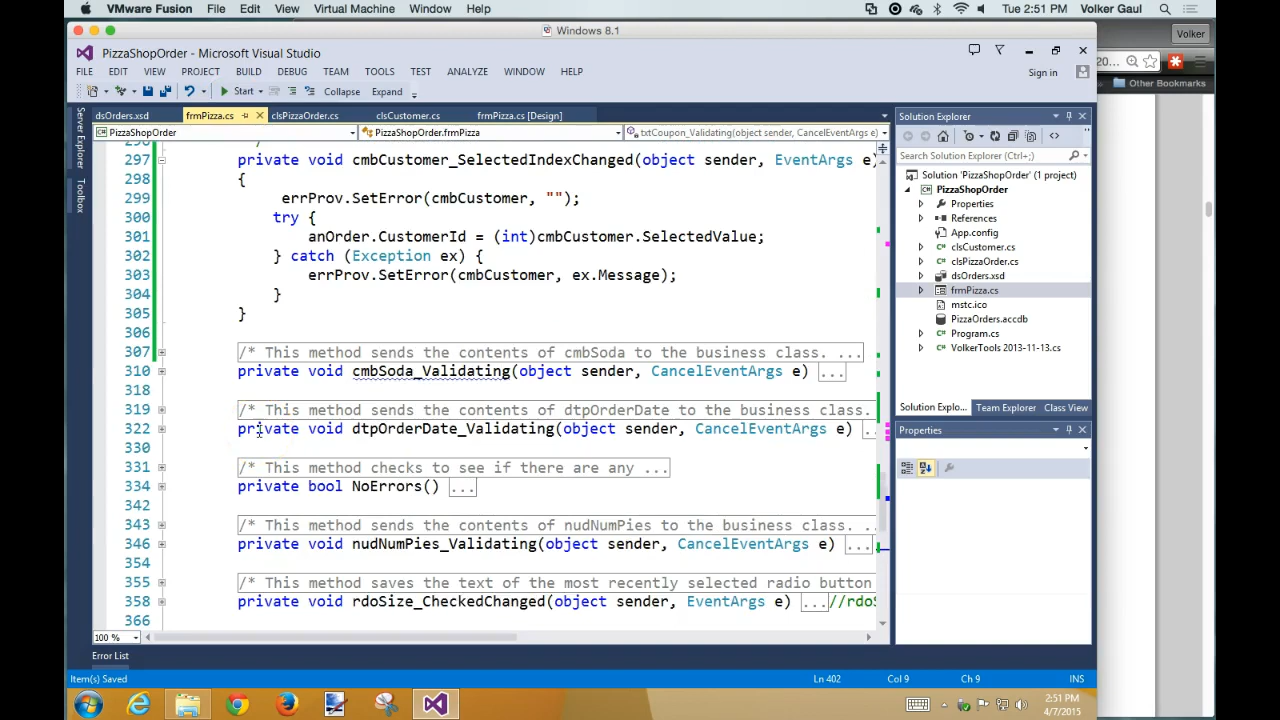 VMware Fusion File Edit View Virtual Machine Window Help Tue 2:51 PM Volker Gaul
Windows 8.1
Volker
PizzaShopOrder - Microsoft Visual Studio
FILE EDIT VIEW PROJECT BUILD DEBUG TEAM TOOLS TEST ANALYZE WINDOW HELP Sign in
20...
Start Collapse Expand
Other Bookmarks
dsOrders.xsd frmPizza.cs clsPizzaOrder.cs clsCustomer.cs frmPizza.cs [Design]
Solution Explorer
PizzaShopOrder PizzaShopOrder.frmPizza txtCoupon_Validating(object sender, CancelEventArgs e)
Server Explorer
Toolbox
Search Solution Explorer (Ctrl+;)
Solution 'PizzaShopOrder' (1 project)
PizzaShopOrder
Properties
References
App.config
clsCustomer.cs
clsPizzaOrder.cs
dsOrders.xsd
frmPizza.cs
mstc.ico
PizzaOrders.accdb
Program.cs
VolkerTools 2013-11-13.cs
Solution Explo... Team Explorer Class View
Properties
297 private void cmbCustomer_SelectedIndexChanged(object sender, EventArgs e)
298 {
299 errProv.SetError(cmbCustomer, "");
300 try {
301 anOrder.CustomerId = (int)cmbCustomer.SelectedValue;
302 } catch (Exception ex) {
303 errProv.SetError(cmbCustomer, ex.Message);
304 }
305 }
306
307 /* This method sends the contents of cmbSoda to the business class. ...
310 private void cmbSoda_Validating(object sender, CancelEventArgs e) ...
318
319 /* This method sends the contents of dtpOrderDate to the business class.
322 private void dtpOrderDate_Validating(object sender, CancelEventArgs e) ..
330
331 /* This method checks to see if there are any ...
334 private bool NoErrors() ...
342
343 /* This method sends the contents of nudNumPies to the business class. .
346 private void nudNumPies_Validating(object sender, CancelEventArgs e) ...
354
355 /* This method saves the text of the most recently selected radio button
358 private void rdoSize_CheckedChanged(object sender, EventArgs e) ...//rdoS
366
100 %
Error List
Item(s) Saved Ln 402 Col 9 Ch 9 INS
2:51 PM
4/7/2015